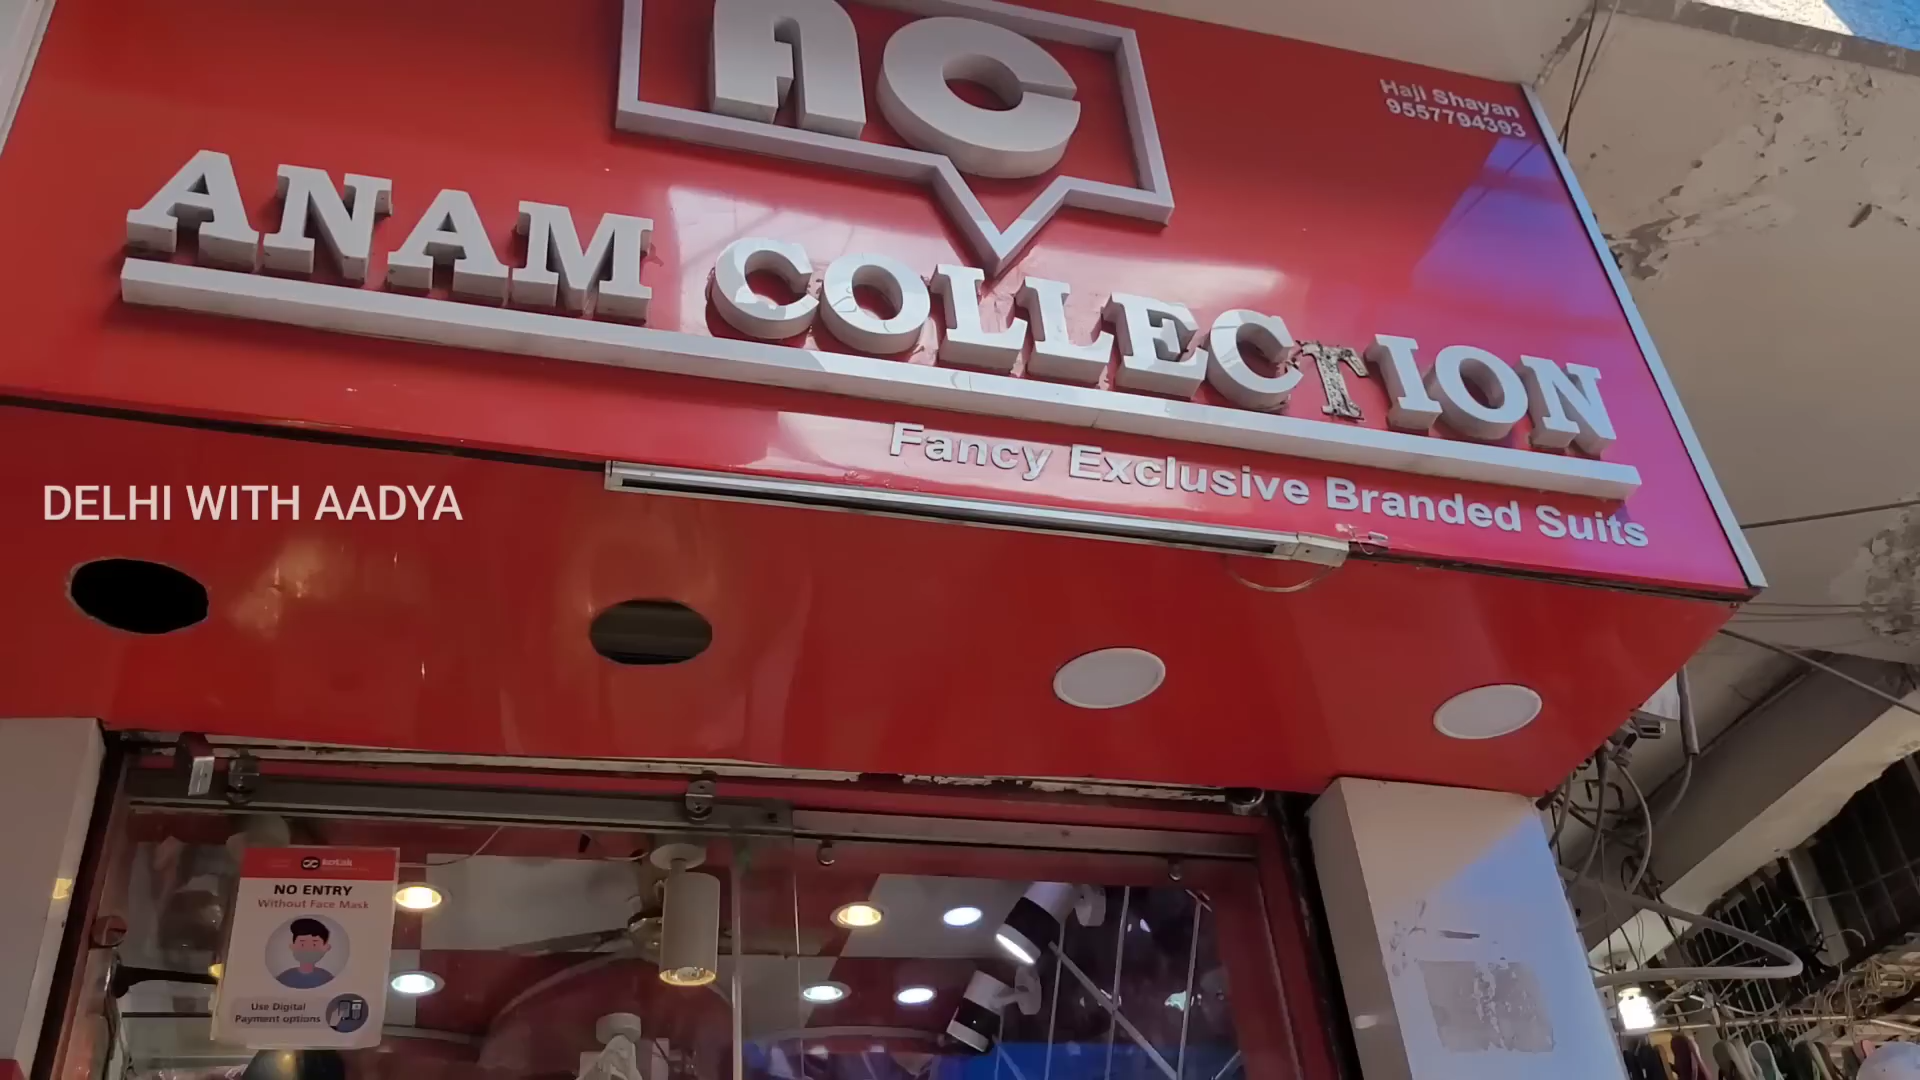 AC
Haji Shayan
9557794393
ANAM COLLECTION
Fancy Exclusive Branded Suits
DELHI WITH AADYA
kotak
NO ENTRY
Without Face Mask
Use Digital
Payment options